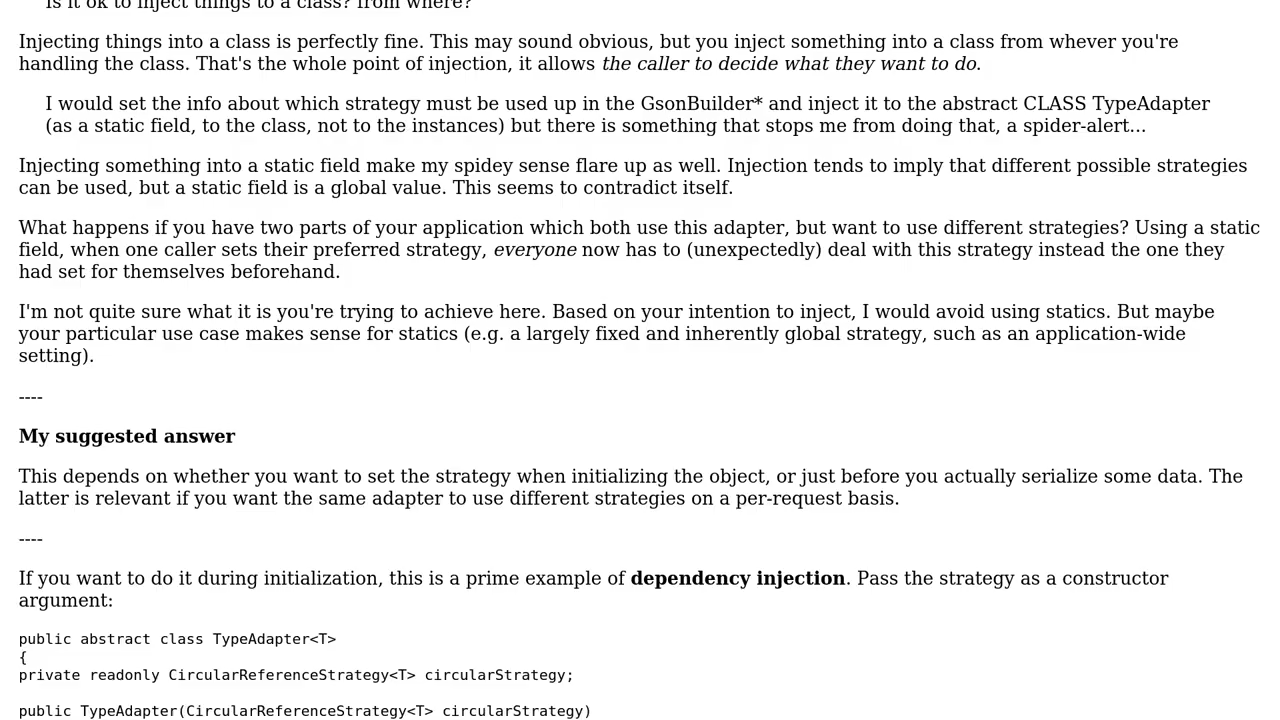 Is it ok to inject things to a class? from where?
Injecting things into a class is perfectly fine. This may sound obvious, but you inject something into a class from whever you're
handling the class. That's the whole point of injection, it allows the caller to decide what they want to do.
I would set the info about which strategy must be used up in the GsonBuilder* and inject it to the abstract CLASS TypeAdapter
(as a static field, to the class, not to the instances) but there is something that stops me from doing that, a spider-alert...
Injecting something into a static field make my spidey sense flare up as well. Injection tends to imply that different possible strategies
can be used, but a static field is a global value. This seems to contradict itself.
What happens if you have two parts of your application which both use this adapter, but want to use different strategies? Using a static
field, when one caller sets their preferred strategy, everyone now has to (unexpectedly) deal with this strategy instead the one they
had set for themselves beforehand.
I'm not quite sure what it is you're trying to achieve here. Based on your intention to inject, I would avoid using statics. But maybe
your particular use case makes sense for statics (e.g. a largely fixed and inherently global strategy, such as an application-wide
setting).
----
My suggested answer
This depends on whether you want to set the strategy when initializing the object, or just before you actually serialize some data. The
latter is relevant if you want the same adapter to use different strategies on a per-request basis.
----
If you want to do it during initialization, this is a prime example of dependency injection. Pass the strategy as a constructor
argument:
public abstract class TypeAdapter<T>
{
private readonly CircularReferenceStrategy<T> circularStrategy;
public TypeAdapter(CircularReferenceStrategy<T> circularStrategy)